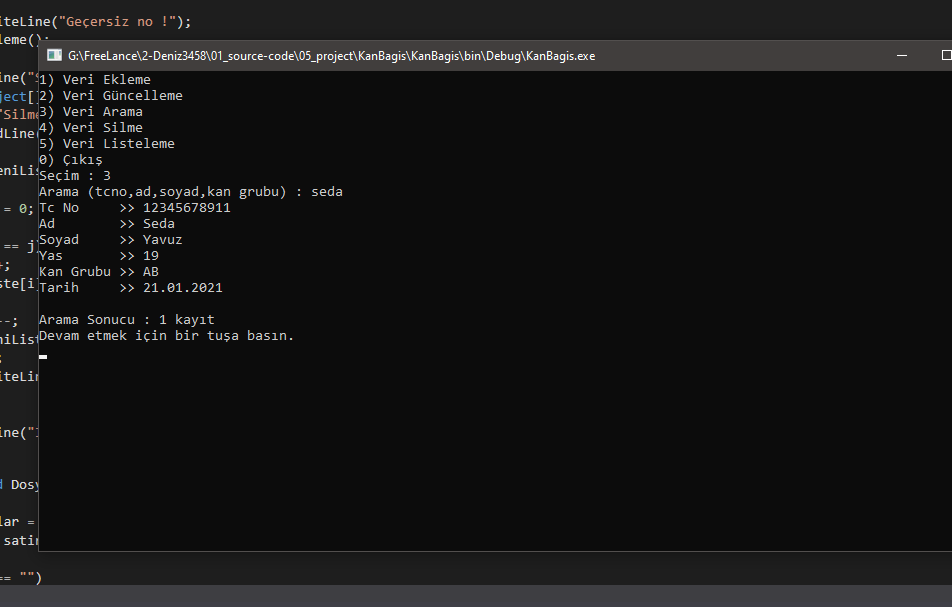 iteLine("Geçersiz no !");
leme();
G:\FreeLance\2-Deniz3458\01_source-code\05_project\KanBagis\KanBagis\bin\Debug\KanBagis.exe
ine("
ject[
"Silme
dLine(
eniLis
= 0;
== j
+;
ste[i
--;
niList
;
iteLin
ine("
d Dosy
lar =
satir
== "")
1) Veri Ekleme
2) Veri Güncelleme
3) Veri Arama
4) Veri Silme
5) Veri Listeleme
0) Çıkış
Seçim : 3
Arama (tcno,ad,soyad,kan grubu) : seda
Tc No     >> 12345678911
Ad        >> Seda
Soyad     >> Yavuz
Yas       >> 19
Kan Grubu >> AB
Tarih     >> 21.01.2021
Arama Sonucu : 1 kayıt
Devam etmek için bir tuşa basın.